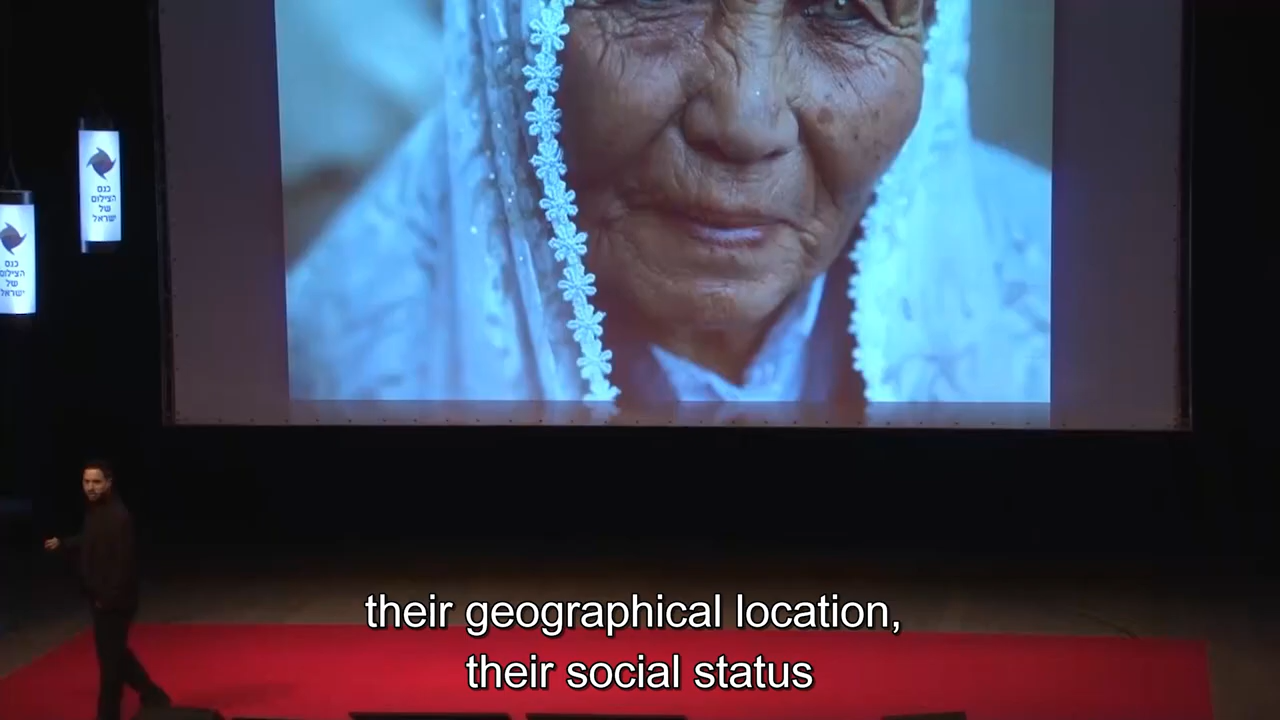 כנס
הצילום
של
ישראל
כנס
הצילום
של
ישראל
their geographical location,
their social status